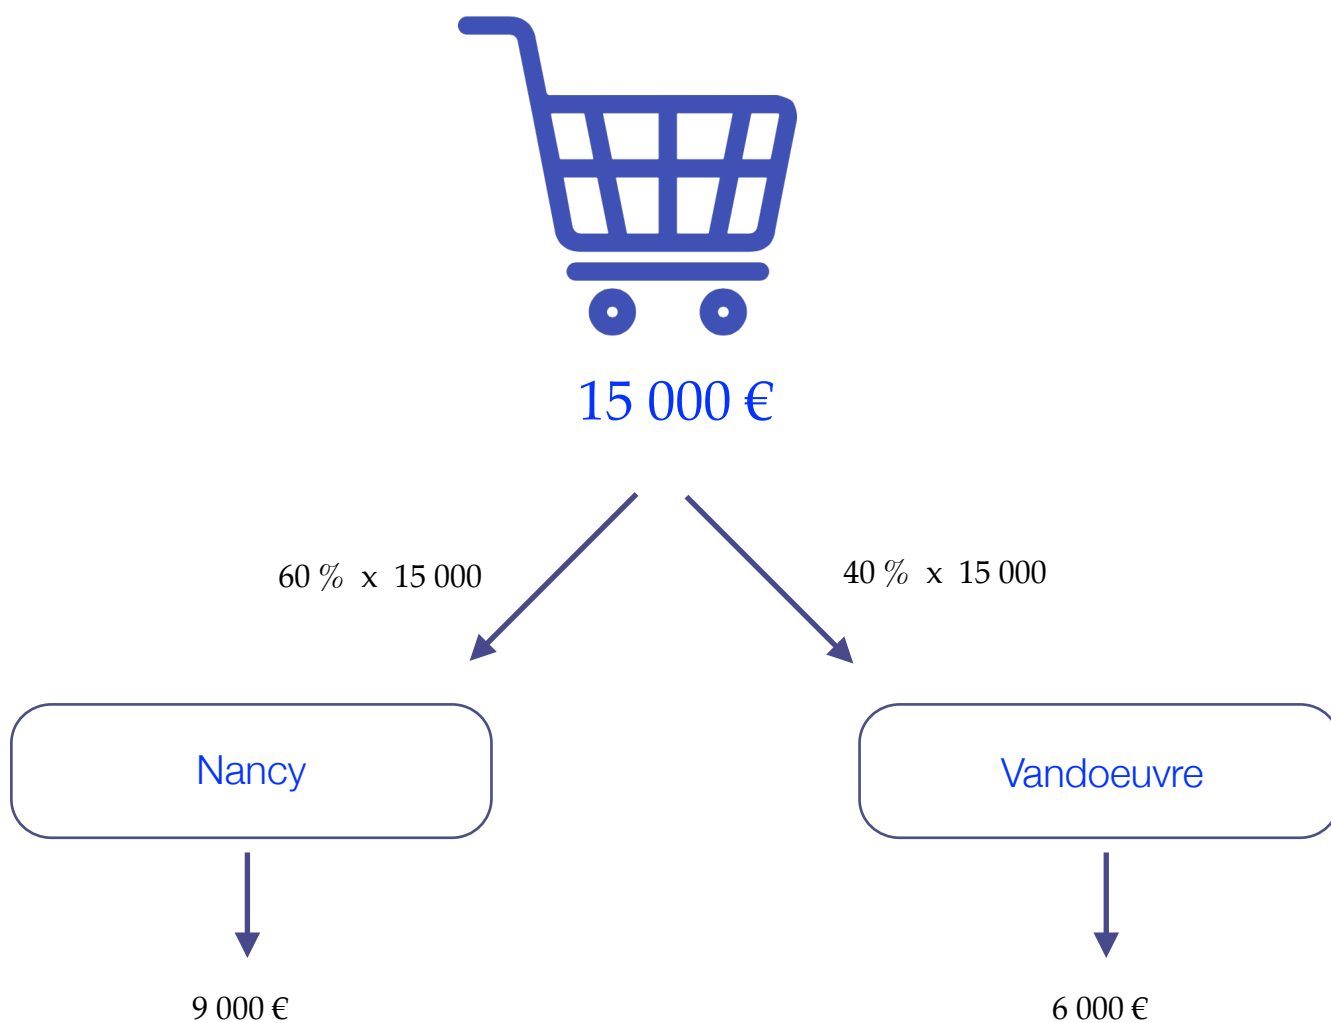 15 000 €
60 % x 15 000
40 % x 15 000
Nancy
Vandoeuvre
9 000 €
6 000 €